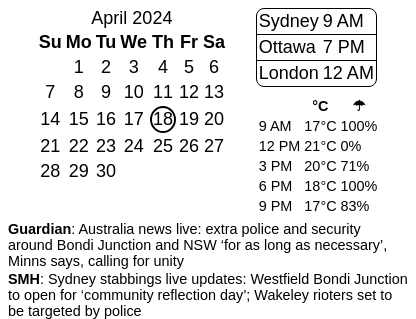 April 2024
Su Mo Tu We Th Fr Sa
1 2 3 4 5 6
7 8 9 10 11 12 13
14 15 16 17 18 19 20
21 22 23 24 25 26 27
28 29 30
Sydney 9 AM
Ottawa 7 PM
London 12 AM
°C ☂
9 AM 17°C 100%
12 PM 21°C 0%
3 PM 20°C 71%
6 PM 18°C 100%
9 PM 17°C 83%
Guardian: Australia news live: extra police and security
around Bondi Junction and NSW ‘for as long as necessary’,
Minns says, calling for unity
SMH: Sydney stabbings live updates: Westfield Bondi Junction
to open for ‘community reflection day’; Wakeley rioters set to
be targeted by police